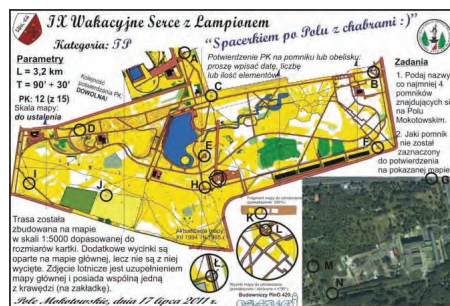 IX Wakacyjne Serce z Lampionem
Kategoria: TP
"Spacerkiem po Polu z chabrami :)"
Parametry
L = 3,2 km
T = 90' + 30'
PK: 12 (z 15)
Skala mapy:
do ustalenia
Kolejność
potwierdzania PK:
DOWOLNA!
Potwierdzenie PK na pomniku lub obelisku:
proszę wpisać datę, liczbę
lub ilość elementów.
Zadania
1. Podaj nazwy
co najmniej 4
pomników
znajdujących się
na Polu
Mokotowskim.
2. Jaki pomnik
nie został
zaznaczony
do potwierdzenia
na pokazanej mapie
A
B
C
D
E
F
G
H
I
J
K
L
Ł
M
N
Trasa została
zbudowana na mapie
w skali 1:5000 dopasowanej do
rozmiarów kartki. Dodatkowe wycinki są
oparte na mapie głównej, lecz nie są z niej
wycięte. Zdjęcie lotnicze jest uzupełnieniem
mapy głównej i posiada wspólną jedną
z krawędzi (na zakładkę).
Pole Mokotowskie, dnia 17 lipca 2011 r.